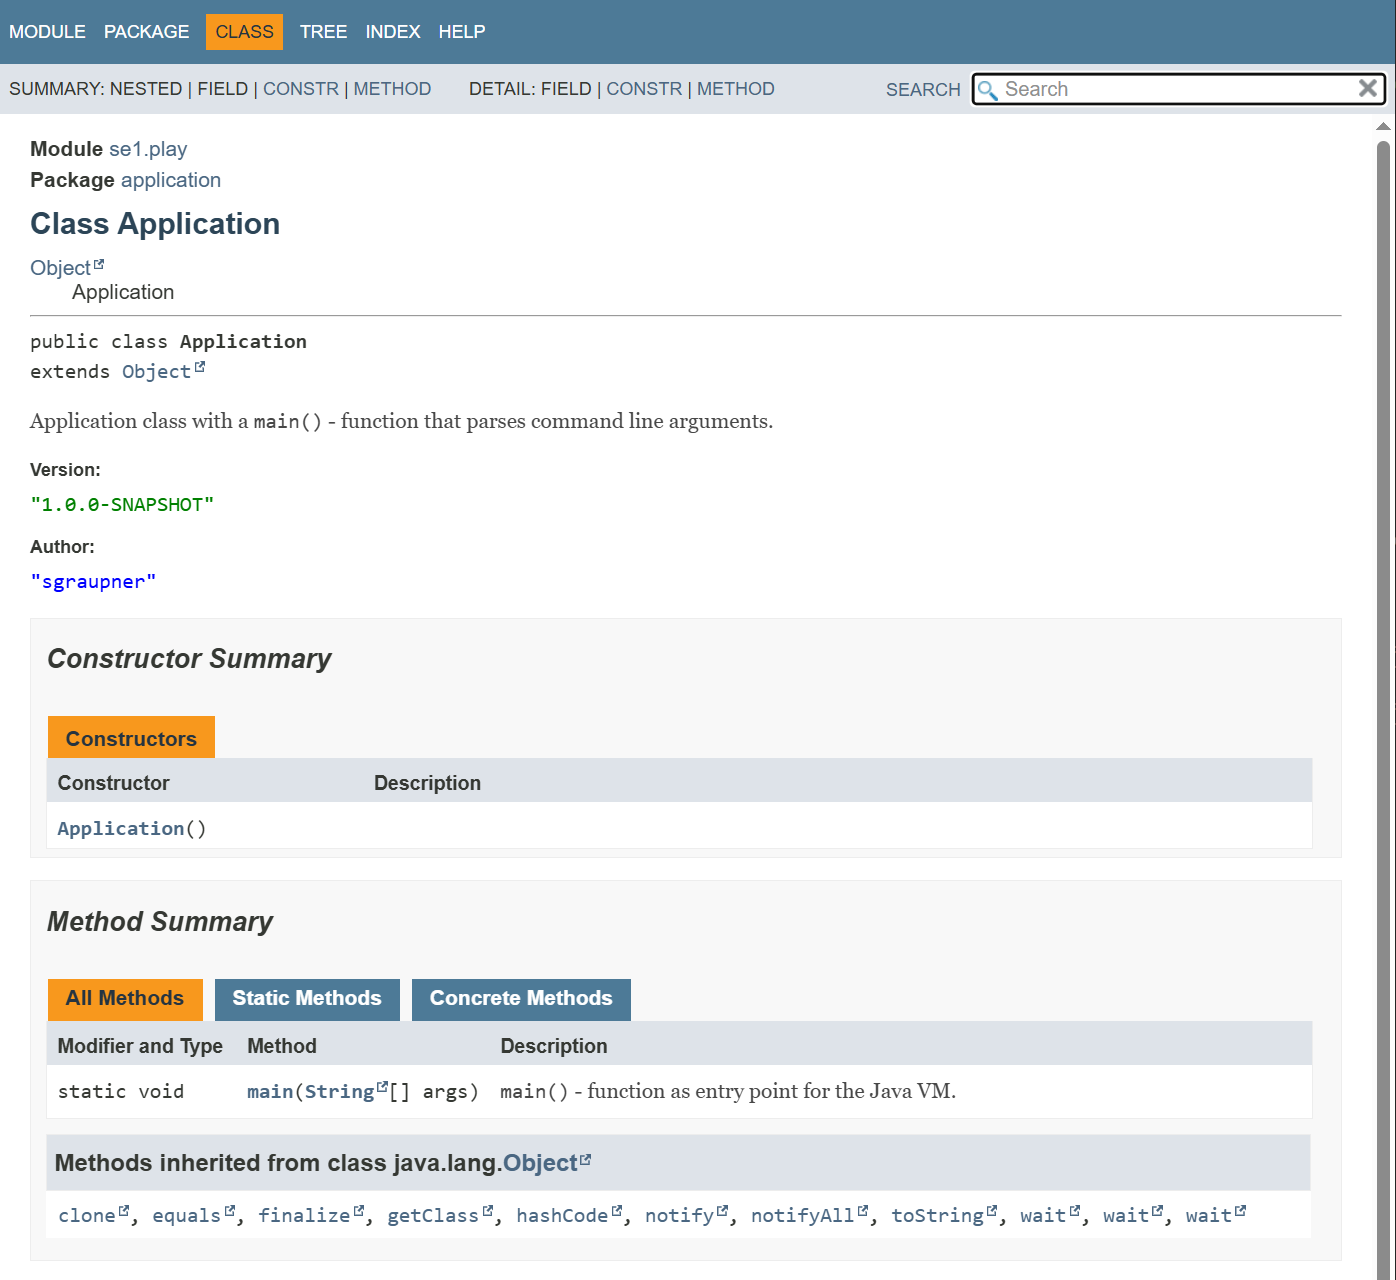 MODULE PACKAGE CLASS TREE INDEX HELP
SUMMARY: NESTED | FIELD | CONSTR | METHOD DETAIL: FIELD | CONSTR | METHOD SEARCH Search
Module se1.play
Package application
Class Application
Object
Application
public class Application
extends Object
Application class with a main() - function that parses command line arguments.
Version:
"1.0.0-SNAPSHOT"
Author:
"sgraupner"
Constructor Summary
Constructors
Constructor Description
Application()
Method Summary
All Methods Static Methods Concrete Methods
Modifier and Type Method Description
static void main(String[] args) main() - function as entry point for the Java VM.
Methods inherited from class java.lang.Object
clone, equals, finalize, getClass, hashCode, notify, notifyAll, toString, wait, wait, wait